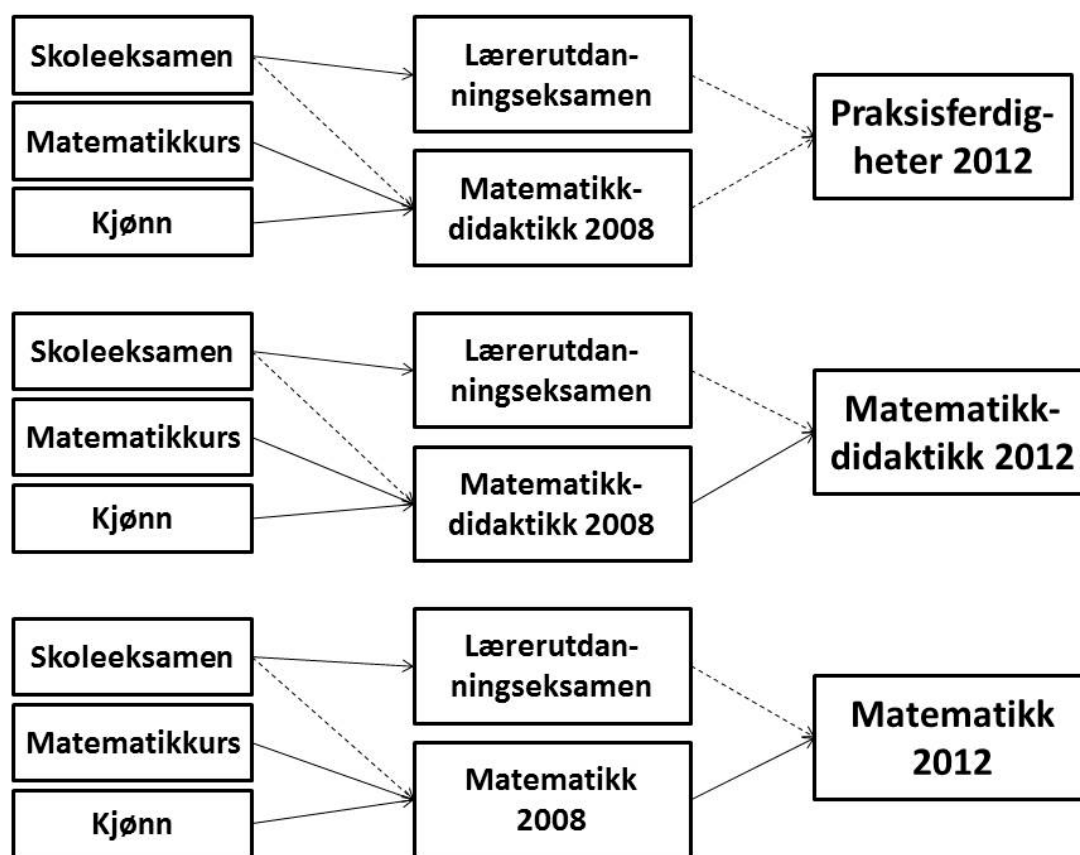 Skoleeksamen
Matematikkurs
Kjønn
Lærerutdan-
ningseksamen
Matematikk-
didaktikk 2008
Praksisferdig-
heter 2012
Skoleeksamen
Matematikkurs
Kjønn
Lærerutdan-
ningseksamen
Matematikk-
didaktikk 2008
Matematikk-
didaktikk 2012
Skoleeksamen
Matematikkurs
Kjønn
Lærerutdan-
ningseksamen
Matematikk
2008
Matematikk
2012